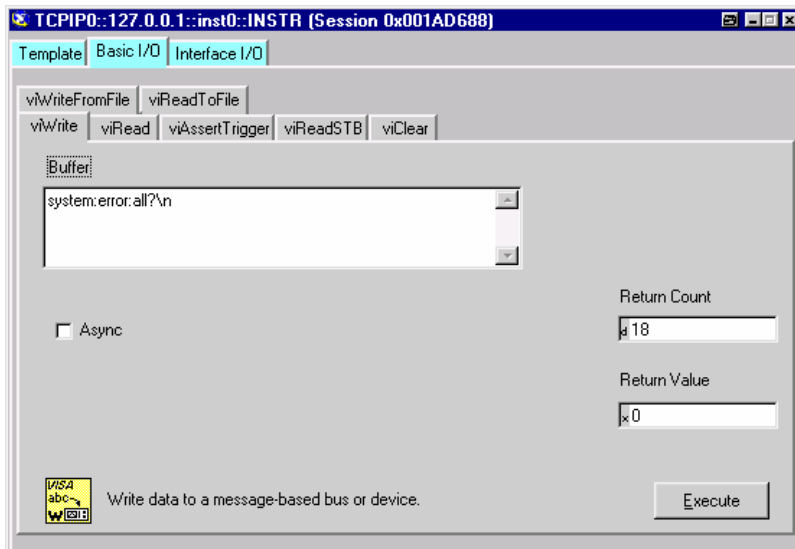 TCPIP0::127.0.0.1::inst0::INSTR (Session 0x001AD688)
Template Basic I/O Interface I/O
viWriteFromFile viReadToFile
viWrite viRead viAssertTrigger viReadSTB viClear
Buffer
system:error:all?\n
Return Count
Async
d 18
Return Value
x 0
VISA
abc
W
Write data to a message-based bus or device.
Execute